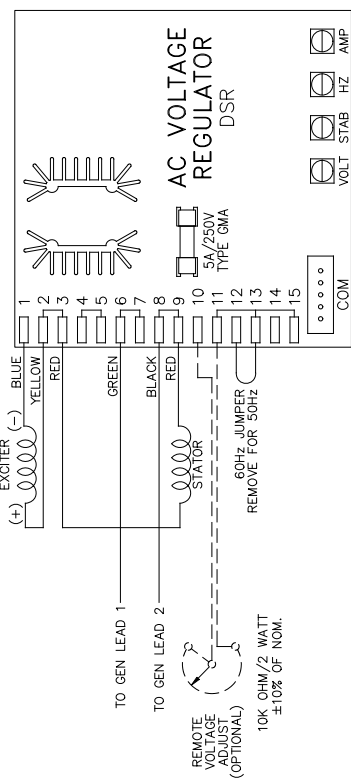 AC VOLTAGE
REGULATOR
DSR
VOLT
STAB
HZ
AMP
5A/250V
TYPE GMA
COM
1
2
3
4
5
6
7
8
9
10
11
12
13
14
15
BLUE
YELLOW
RED
GREEN
BLACK
RED
EXCITER
(+)
(-)
STATOR
TO GEN LEAD 1
TO GEN LEAD 2
60Hz JUMPER
REMOVE FOR 50Hz
REMOTE
VOLTAGE
ADJUST
(OPTIONAL)
10K OHM/2 WATT
±10% OF NOM.